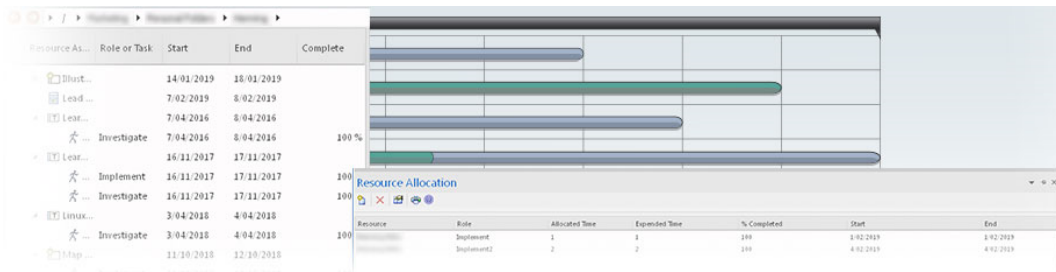 /
Resource As... Role or Task Start End Complete
Illust... 14/01/2019 18/01/2019
Lead ... 7/02/2019 8/02/2019
Lear... 7/04/2016 8/04/2016
... Investigate 7/04/2016 8/04/2016 100 %
Lear... 16/11/2017 17/11/2017
... Implement 16/11/2017 17/11/2017 100
... Investigate 16/11/2017 17/11/2017 100
Linux... 3/04/2018 4/04/2018
... Investigate 3/04/2018 4/04/2018 100
Map ... 11/10/2018 12/10/2018
Resource Allocation
Resource Role Allocated Time Expended Time % Completed Start End
Implement 1 1 100 1/02/2019 1/02/2019
Implement2 2 2 100 4/02/2019 4/02/2019